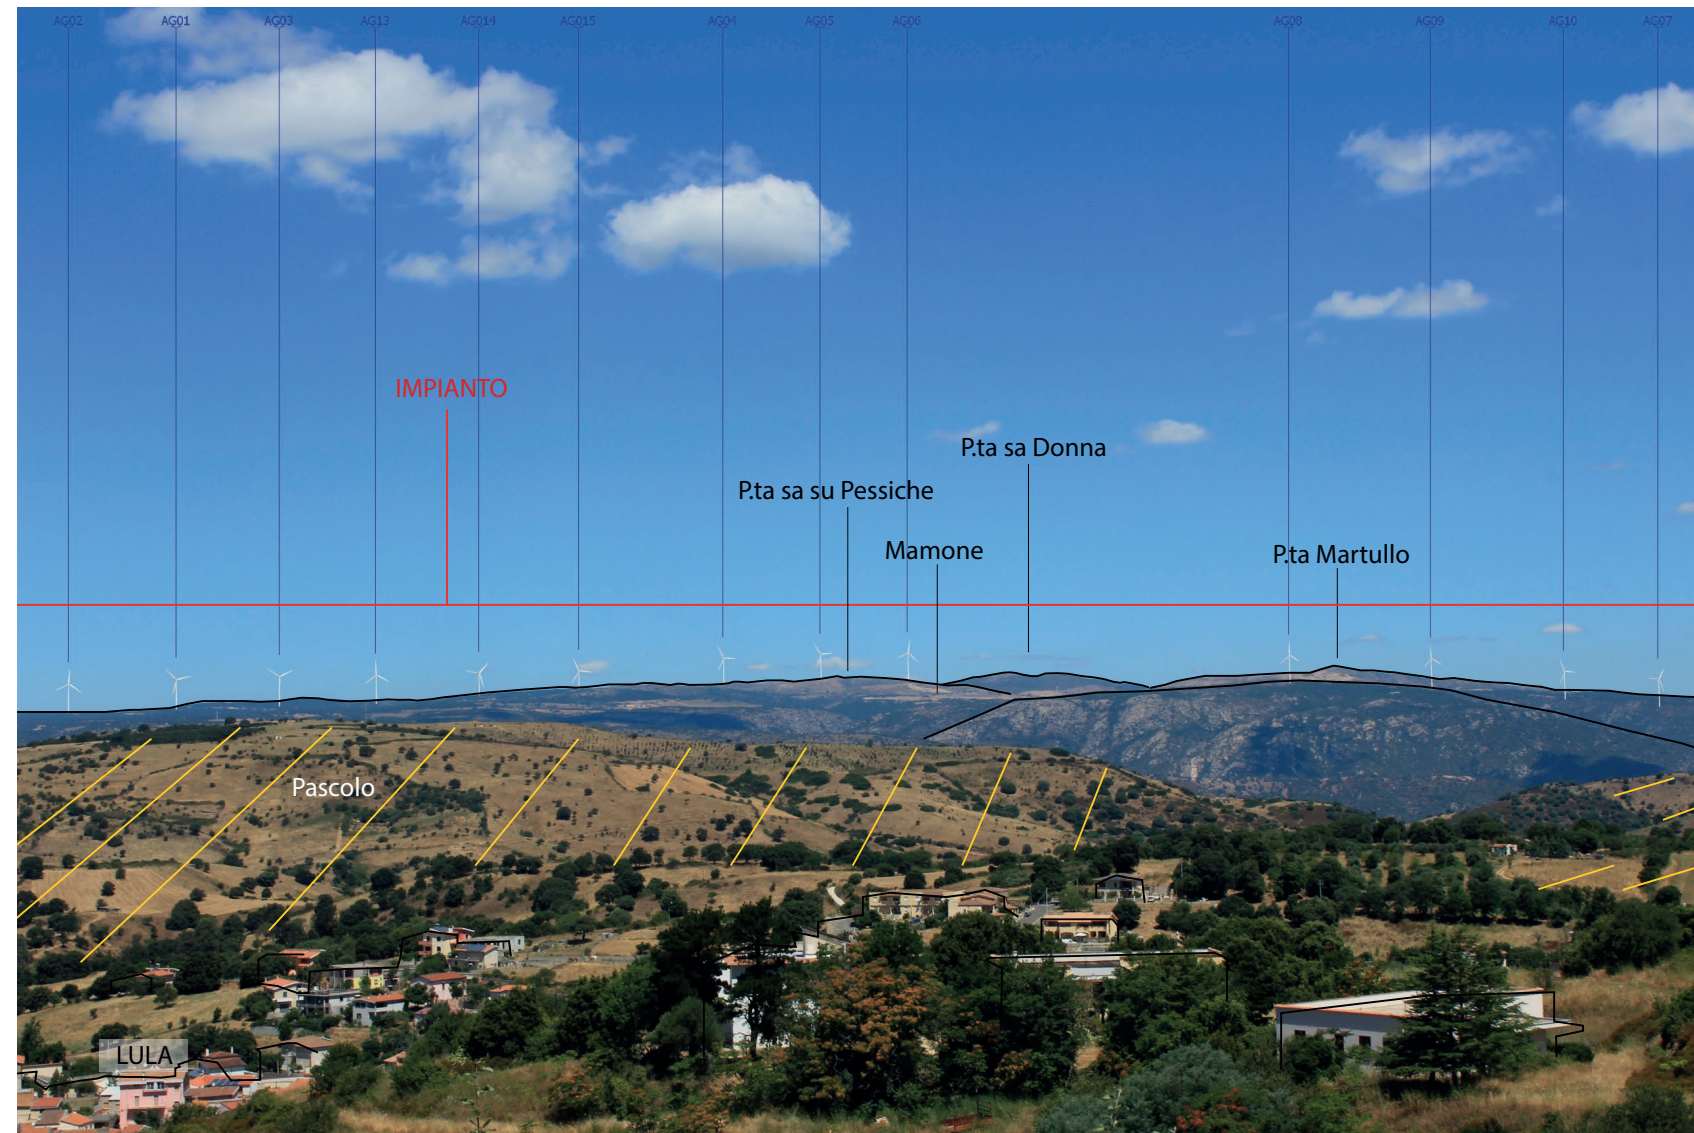 AG02 AG01 AG03 AG13 AG014 AG015 AG04 AG05 AG06 AG08 AG09 AG10 AG07
IMPIANTO
P.ta sa Donna
P.ta sa su Pessiche
Mamone
P.ta Martullo
Pascolo
LULA